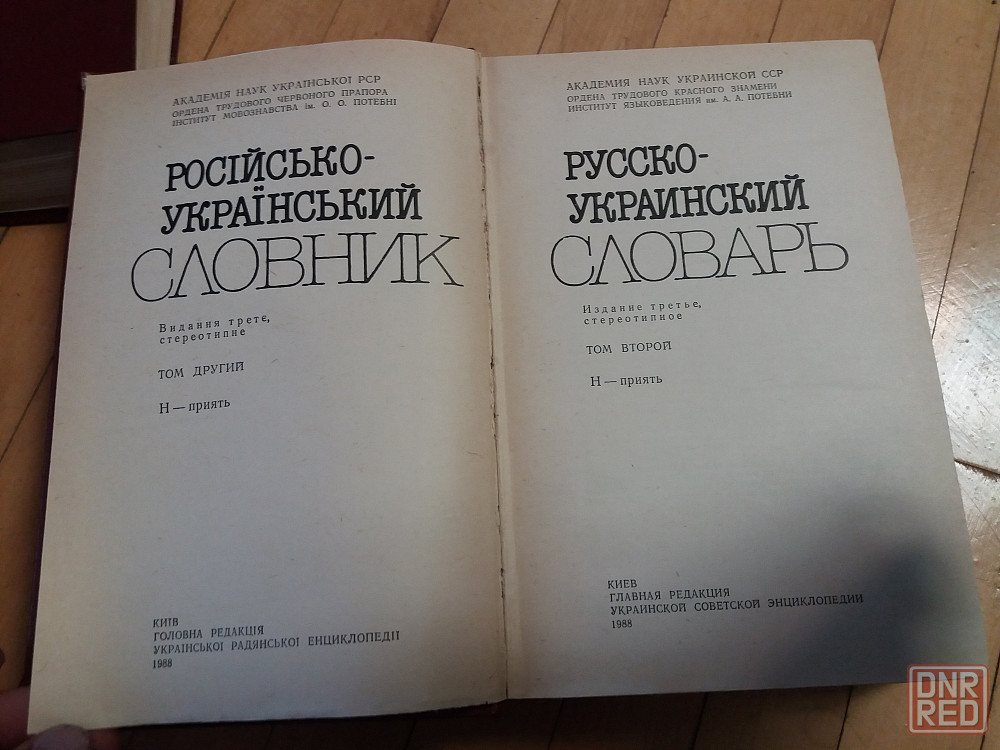 АКАДЕМІЯ НАУК УКРАЇНСЬКОЇ РСР
ОРДЕНА ТРУДОВОГО ЧЕРВОНОГО ПРАПОРА
ІНСТИТУТ МОВОЗНАВСТВА ім. О. О. ПОТЕБНІ
РОСІЙСЬКО-
УКРАЇНСЬКИЙ
СЛОВНИК
Видання третє,
стереотипне
ТОМ ДРУГИЙ
Н — приять
КИЇВ
ГОЛОВНА РЕДАКЦІЯ
УКРАЇНСЬКОЇ РАДЯНСЬКОЇ ЕНЦИКЛОПЕДІЇ
1988
АКАДЕМИЯ НАУК УКРАИНСКОЙ ССР
ОРДЕНА ТРУДОВОГО КРАСНОГО ЗНАМЕНИ
ИНСТИТУТ ЯЗЫКОВЕДЕНИЯ им. А. А. ПОТЕБНИ
РУССКО-
УКРАИНСКИЙ
СЛОВАРЬ
Издание третье,
стереотипное
ТОМ ВТОРОЙ
Н — приять
КИЕВ
ГЛАВНАЯ РЕДАКЦИЯ
УКРАИНСКОЙ СОВЕТСКОЙ ЭНЦИКЛОПЕДИИ
1988
DNR
RED